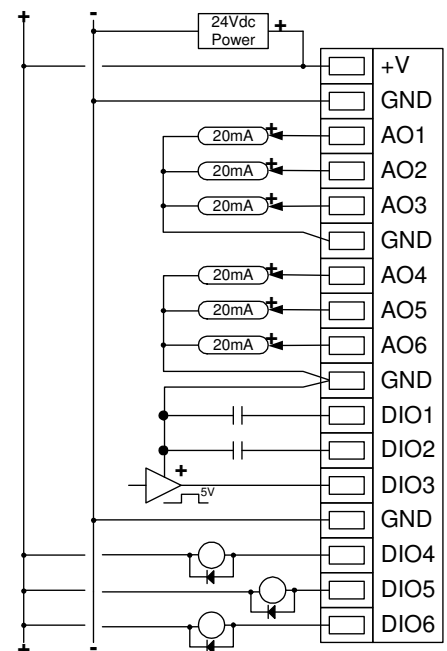 + -
24Vdc
Power
+
+V
GND
20mA + AO1
20mA + AO2
20mA + AO3
GND
20mA + AO4
20mA + AO5
20mA + AO6
GND
DIO1
DIO2
+ 5V DIO3
GND
DIO4
DIO5
DIO6
+ -